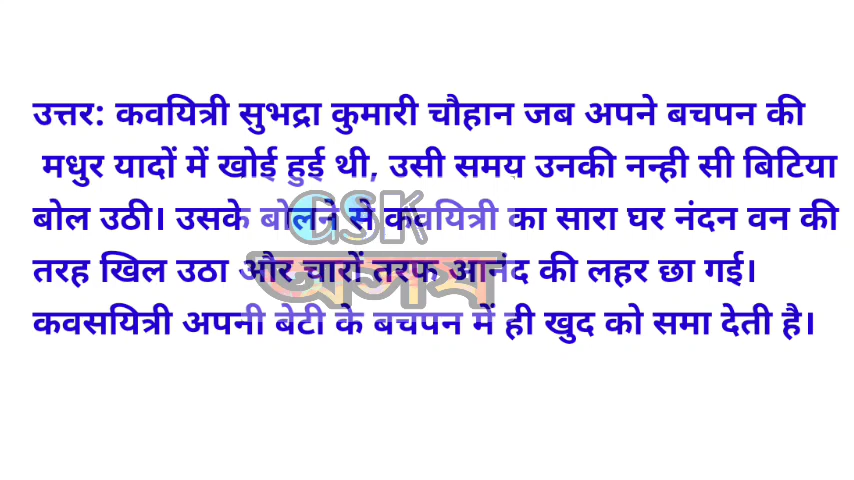 उत्तर: कवयित्री सुभद्रा कुमारी चौहान जब अपने बचपन की
मधुर यादों में खोई हुई थी, उसी समय उनकी नन्ही सी बिटिया
बोल उठी। उसके बोलने से कवयित्री का सारा घर नंदन वन की
GSK
तरह खिल उठा और चारों तरफ आनंद की लहर छा गई।
कवसयित्री अपनी बेटी के बचपन में ही खुद को समा देती है।